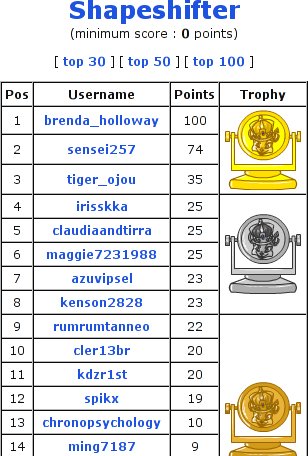 Shapeshifter
(minimum score : 0 points)
[ top 30 ] [ top 50 ] [ top 100 ]
Pos Username Points Trophy
1 brenda_holloway 100
2 sensei257 74
3 tiger_ojou 35
4 irisskka 25
5 claudiaandtirra 25
6 maggie7231988 25
7 azuvipsel 23
8 kenson2828 23
9 rumrumtanneo 22
10 cler13br 20
11 kdzr1st 20
12 spikx 19
13 chronopsychology 10
14 ming7187 9